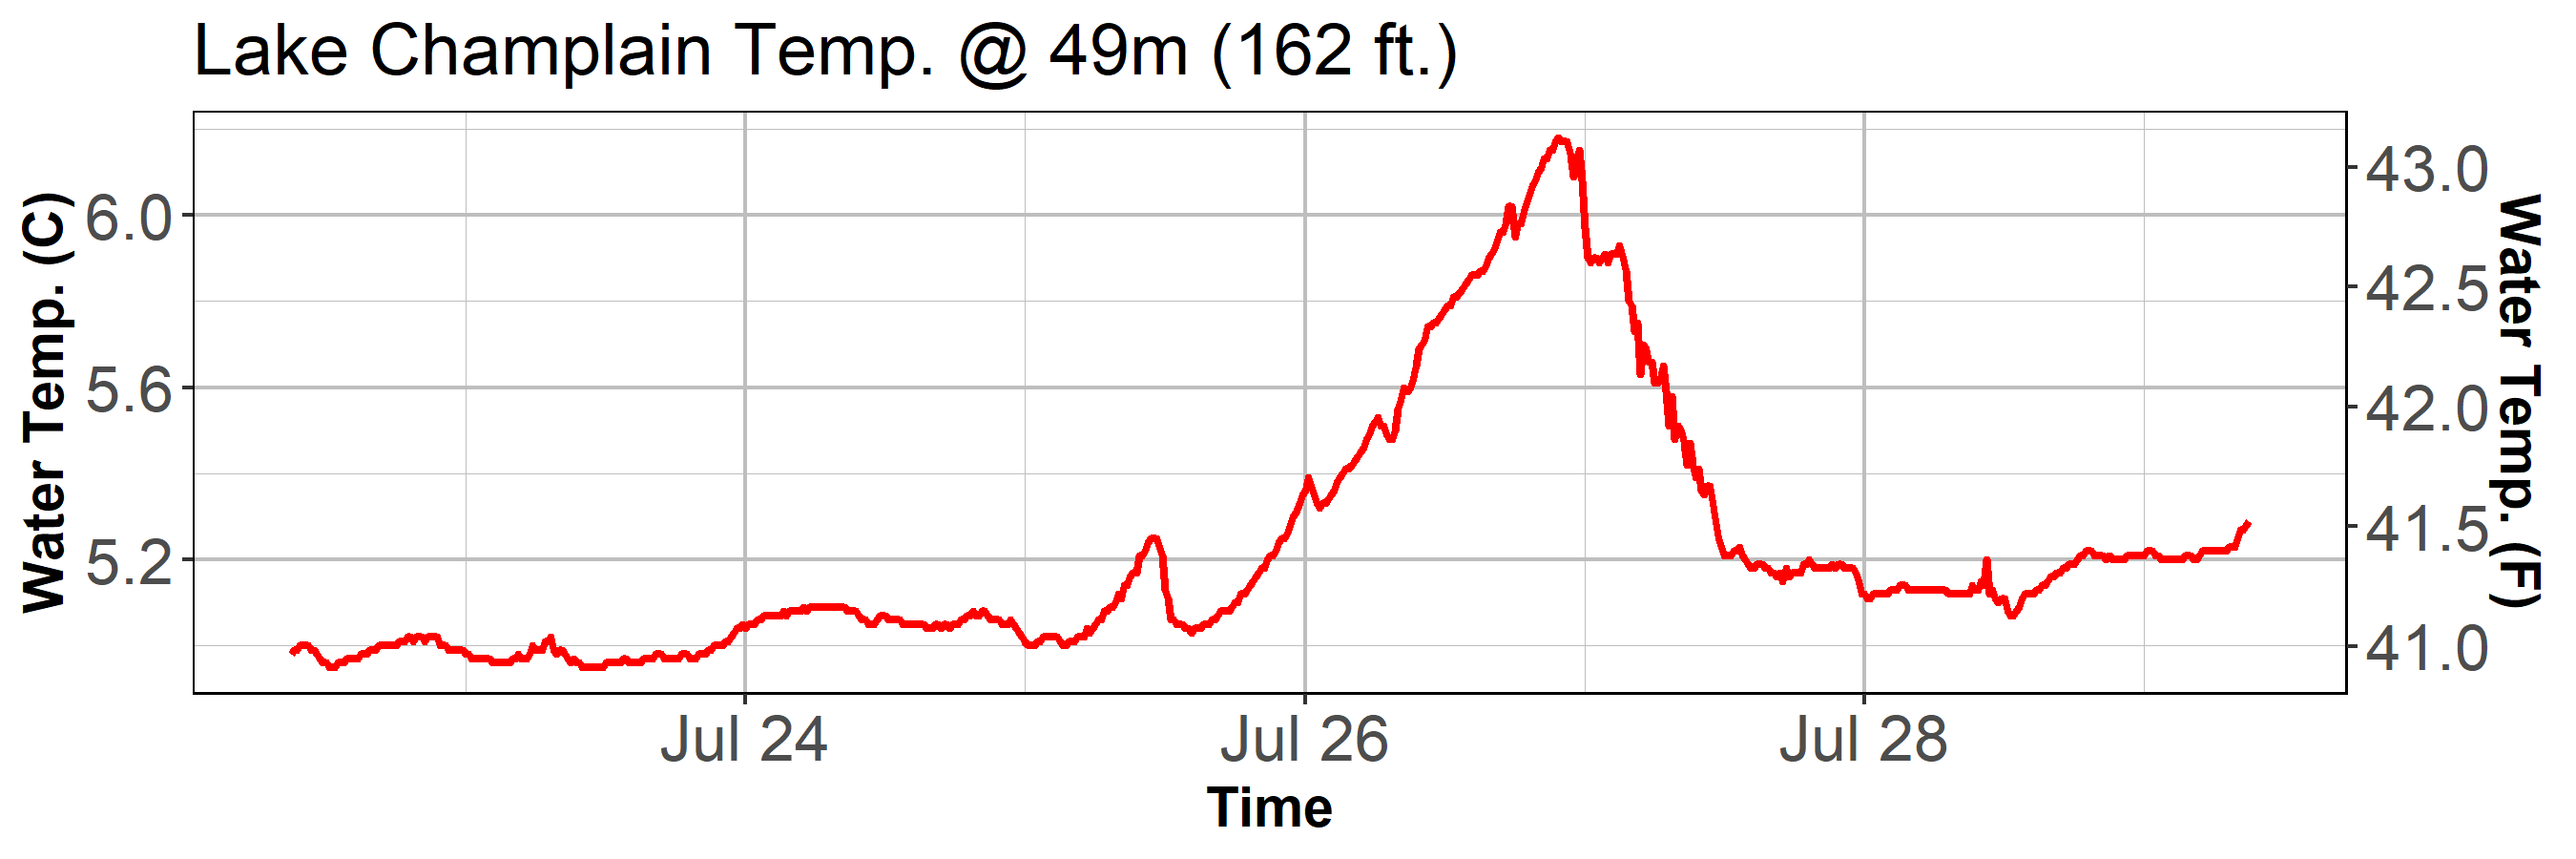 Lake Champlain Temp. @ 49m (162 ft.)
Water Temp. (C)
6.0
5.6
5.2
43.0
42.5
42.0
41.5
41.0
Water Temp. (F)
Jul 24
Jul 26
Jul 28
Time